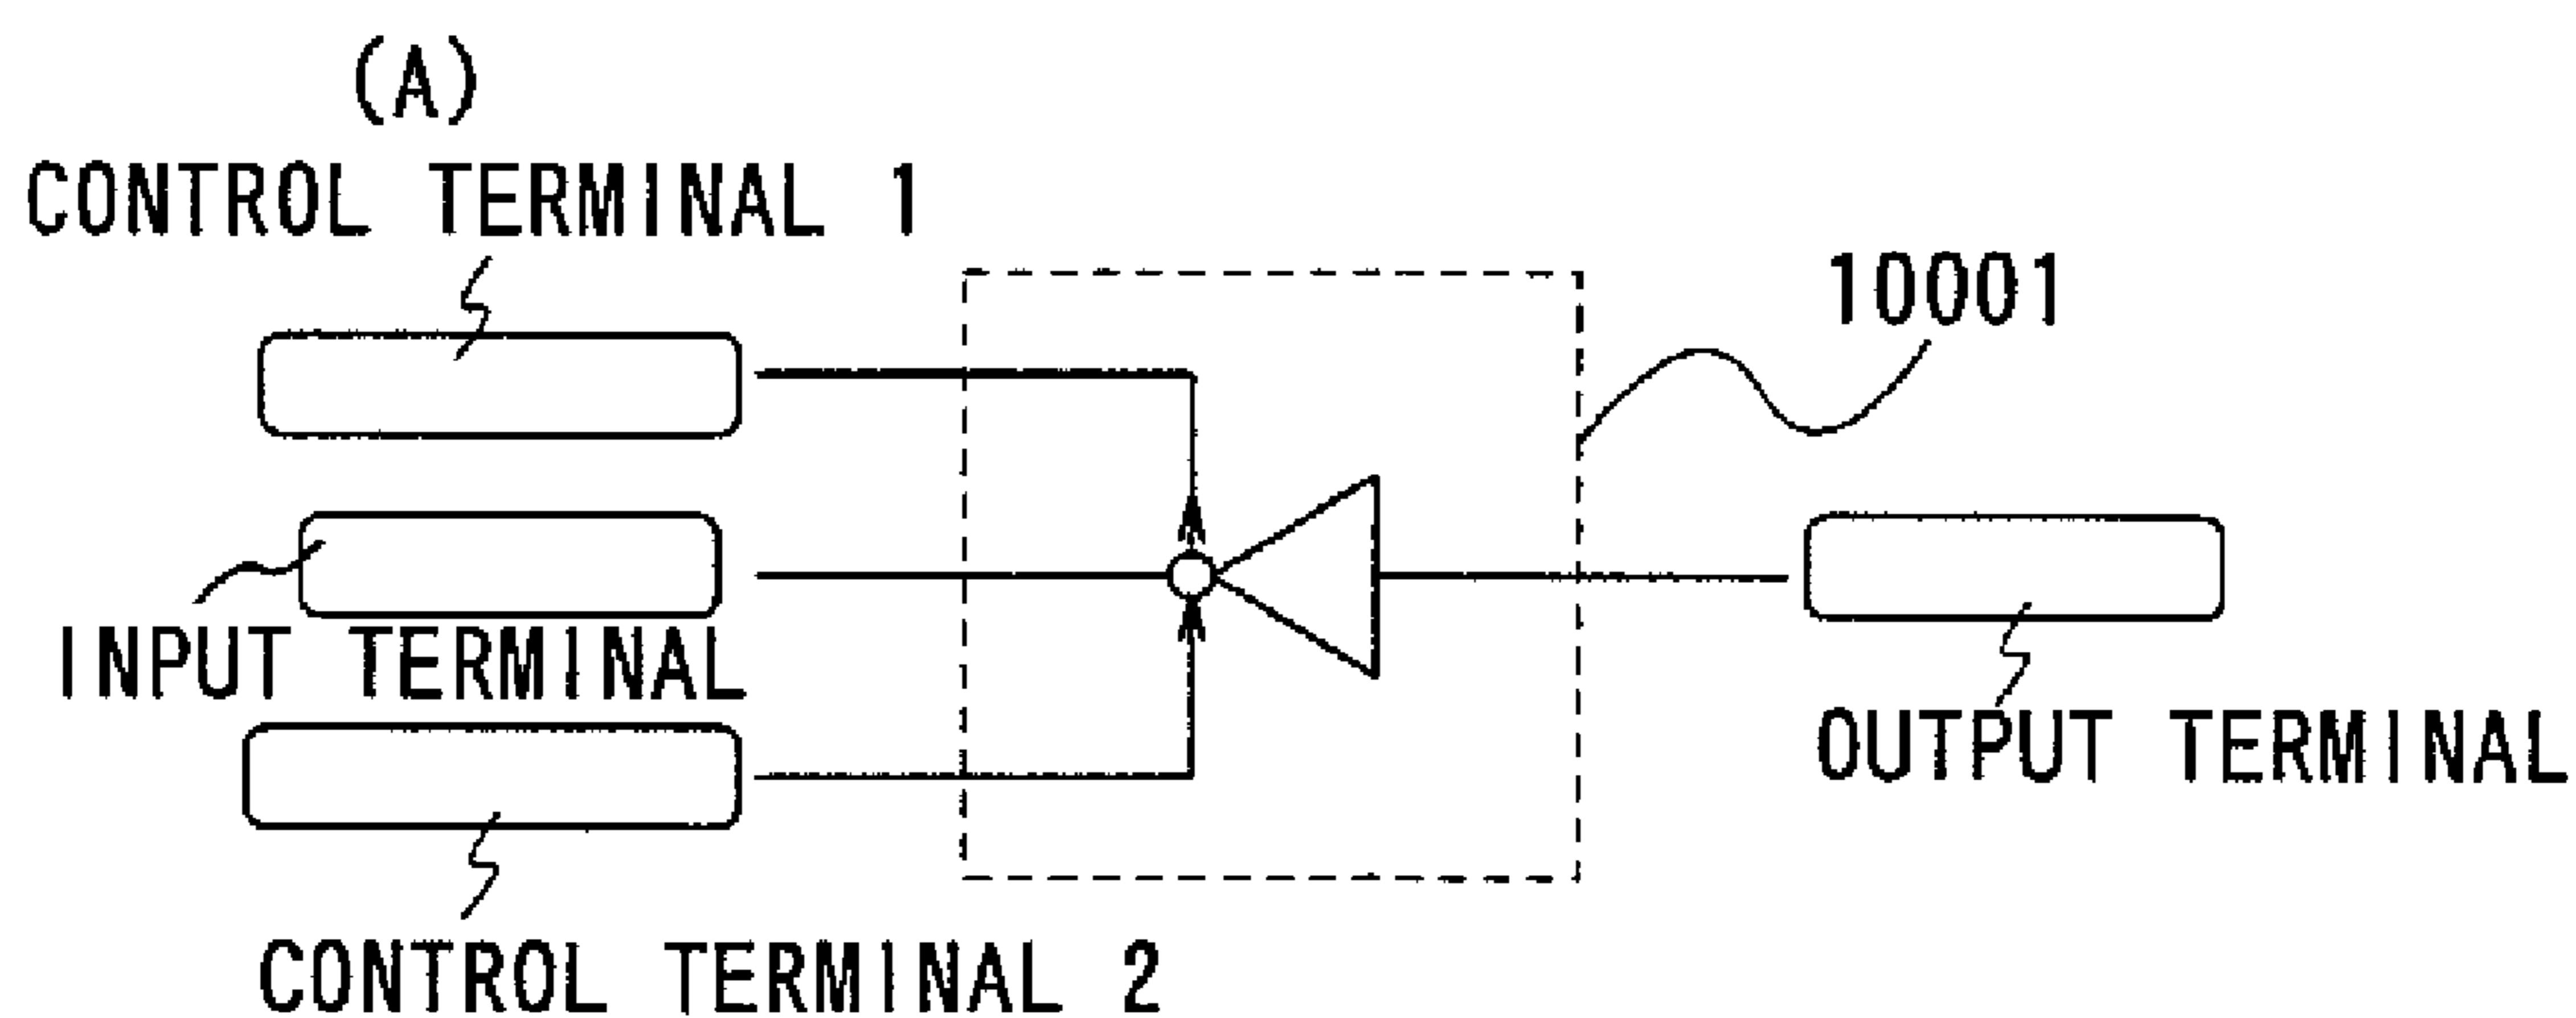 (A)
CONTROL TERMINAL 1
10001
INPUT TERMINAL
OUTPUT TERMINAL
CONTROL TERMINAL 2